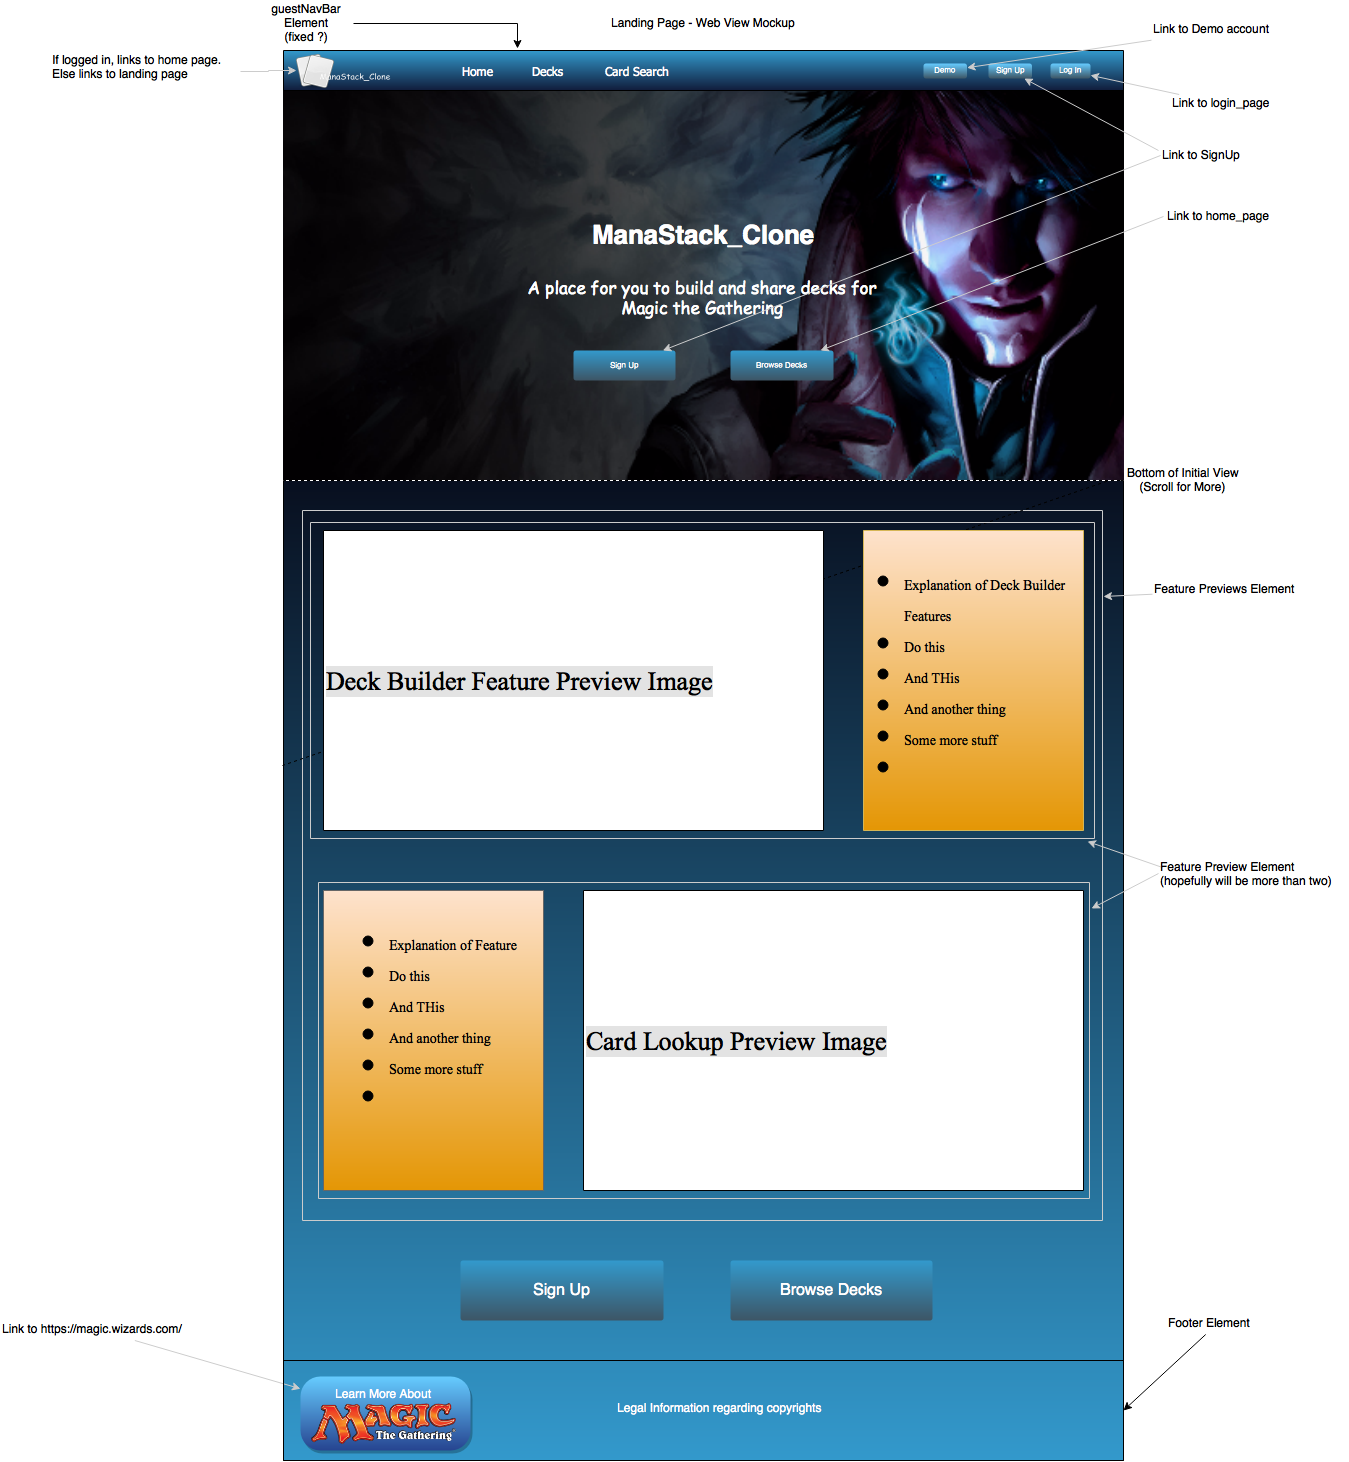 guestNavBar
Element
(fixed ?)
Landing Page - Web View Mockup
Link to Demo account
If logged in, links to home page.
Else links to landing page
ManaStack_Clone
Home
Decks
Card Search
Demo
Sign Up
Log In
Link to login_page
Link to SignUp
Link to home_page
ManaStack_Clone
A place for you to build and share decks for
Magic the Gathering
Sign Up
Browse Decks
Bottom of Initial View
(Scroll for More)
Deck Builder Feature Preview Image
Explanation of Deck Builder
Features
Do this
And THis
And another thing
Some more stuff
Feature Previews Element
Feature Preview Element
(hopefully will be more than two)
Explanation of Feature
Do this
And THis
And another thing
Some more stuff
Card Lookup Preview Image
Sign Up
Browse Decks
Link to https://magic.wizards.com/
Footer Element
Learn More About
MAGIC
The Gathering
Legal Information regarding copyrights